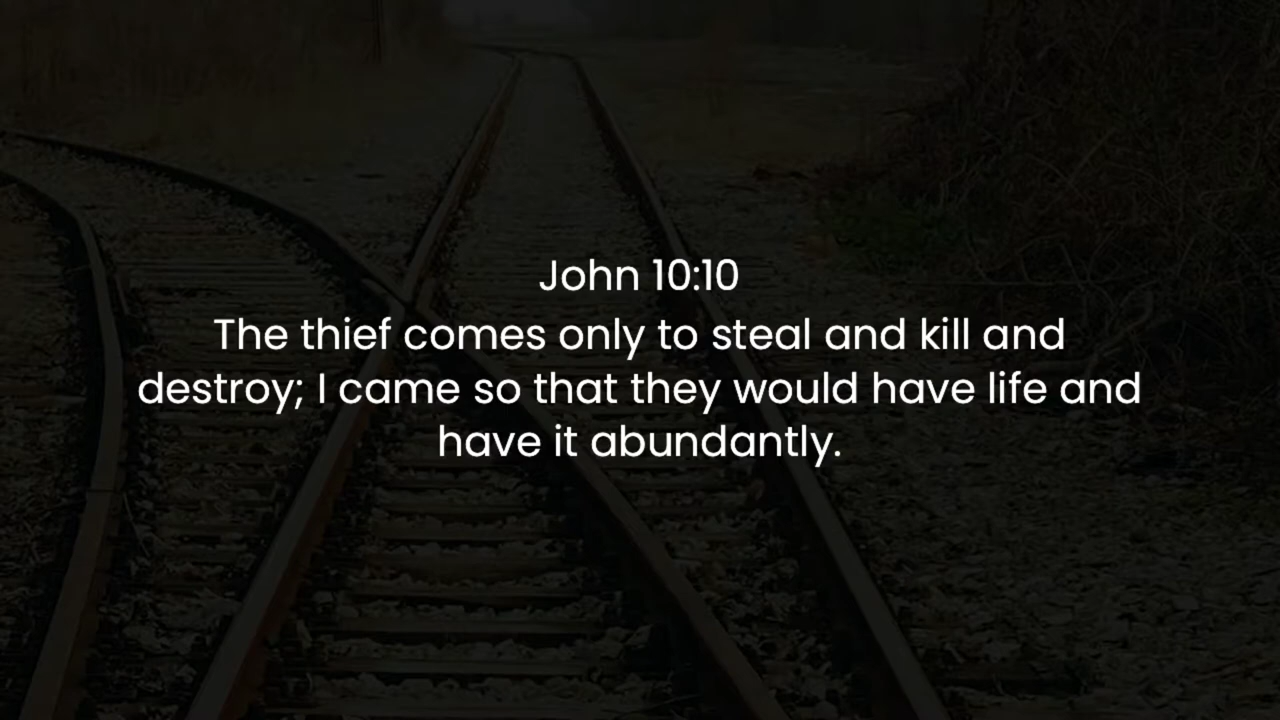 John 10:10
The thief comes only to steal and kill and
destroy; I came so that they would have life and
have it abundantly.